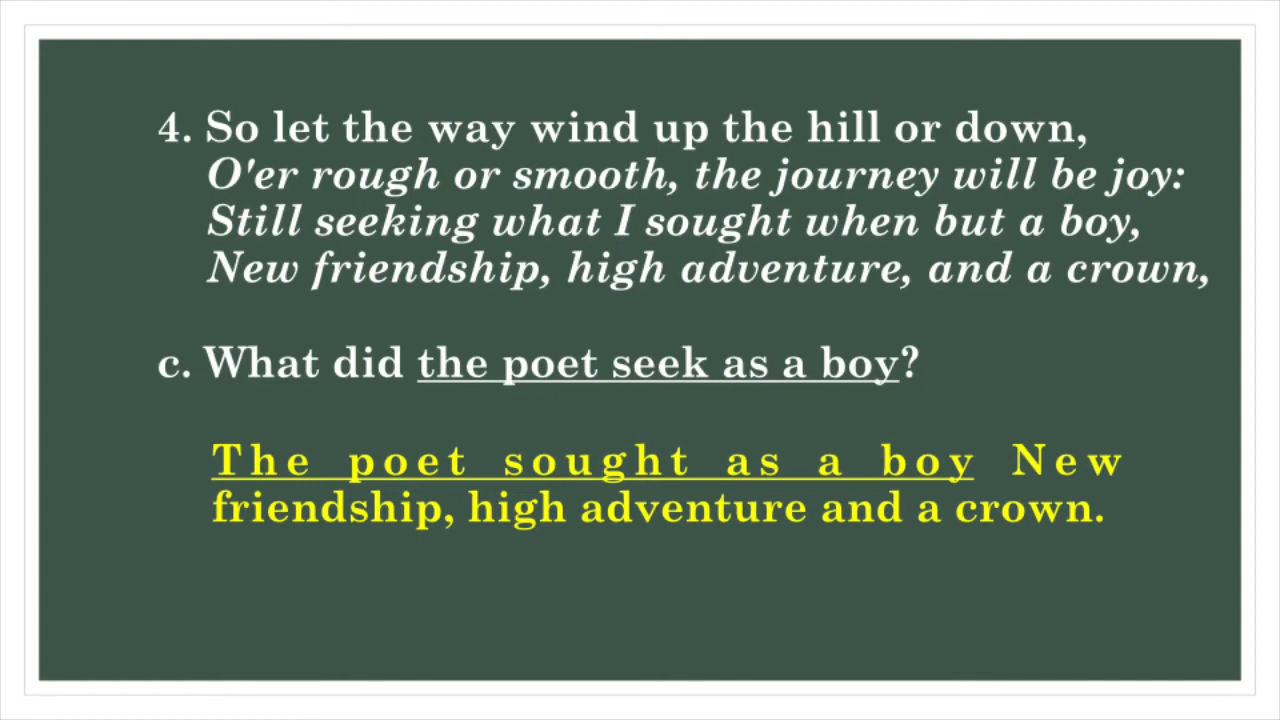 4. So let the way wind up the hill or down,
O'er rough or smooth, the journey will be joy:
Still seeking what I sought when but a boy,
New friendship, high adventure, and a crown,
c. What did the poet seek as a boy?
The poet sought as a boy New
friendship, high adventure and a crown.